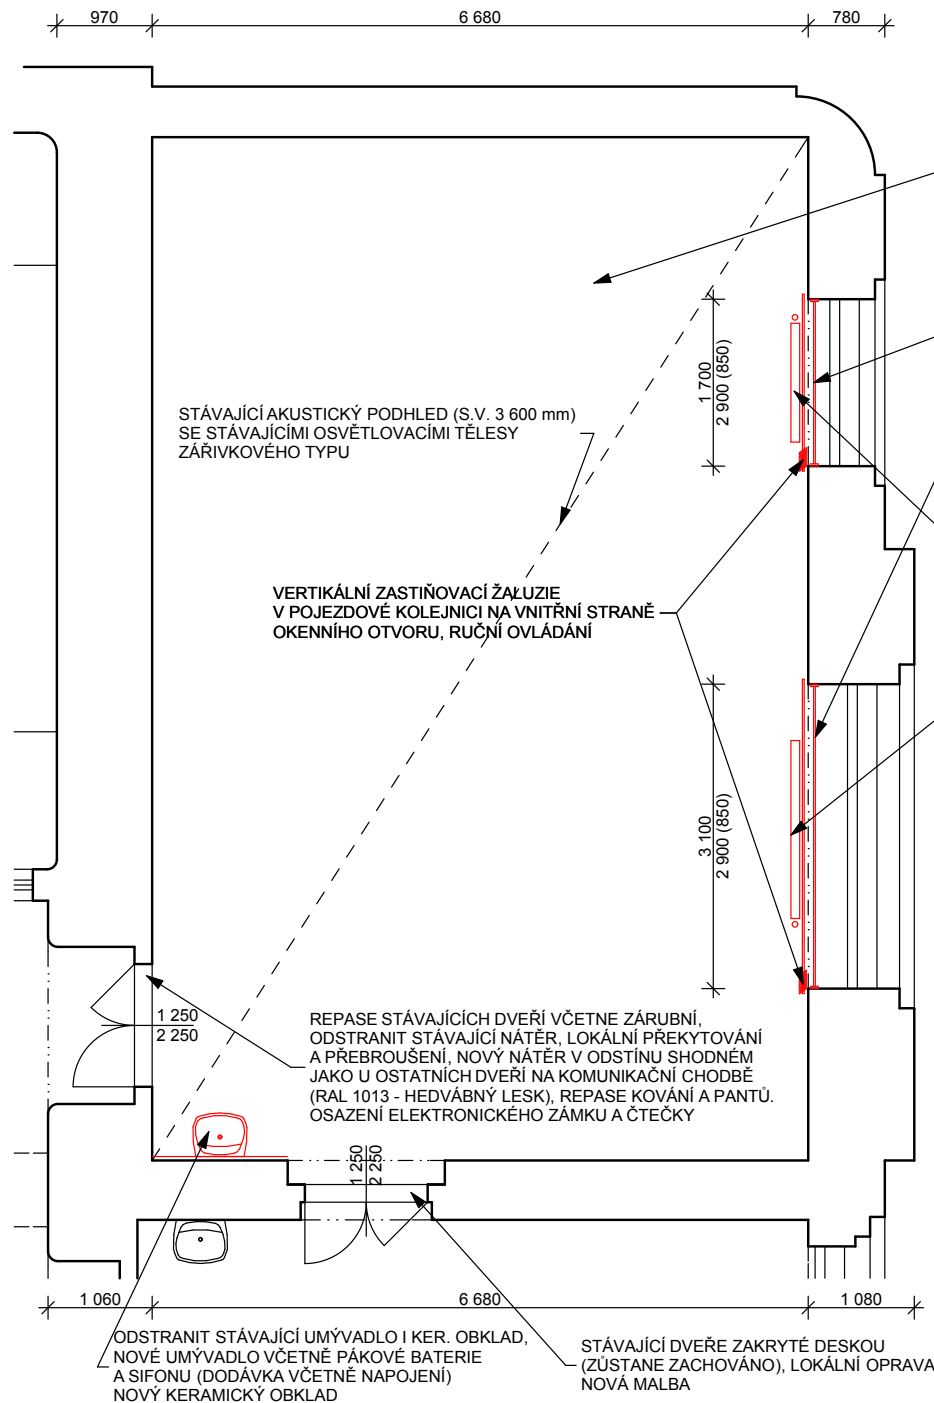 970
6 680
780
1 700
2 900 (850)
STÁVAJÍCÍ AKUSTICKÝ PODHLED (S.V. 3 600 mm)
SE STÁVAJÍCÍMI OSVĚTLOVACÍMI TĚLESY
ZÁŘIVKOVÉHO TYPU
VERTIKÁLNÍ ZASTIŇOVACÍ ŽALUZIE
V POJEZDOVÉ KOLEJNICI NA VNITŘNÍ STRANĚ
OKENNÍHO OTVORU, RUČNÍ OVLÁDÁNÍ
3 100
2 900 (850)
1 250
2 250
REPASE STÁVAJÍCÍCH DVEŘÍ VČETNE ZÁRUBNÍ,
ODSTRANIT STÁVAJÍCÍ NÁTĚR, LOKÁLNÍ PŘEKYTOVÁNÍ
A PŘEBROUŠENÍ, NOVÝ NÁTĚR V ODSTÍNU SHODNÉM
JAKO U OSTATNÍCH DVEŘÍ NA KOMUNIKAČNÍ CHODBĚ
(RAL 1013 - HEDVÁBNÝ LESK), REPASE KOVÁNÍ A PANTŮ.
OSAZENÍ ELEKTRONICKÉHO ZÁMKU A ČTEČKY
1 250
2 250
1 060
6 680
1 080
ODSTRANIT STÁVAJÍCÍ UMÝVADLO I KER. OBKLAD,
NOVÉ UMÝVADLO VČETNĚ PÁKOVÉ BATERIE
A SIFONU (DODÁVKA VČETNĚ NAPOJENÍ)
NOVÝ KERAMICKÝ OBKLAD
STÁVAJÍCÍ DVEŘE ZAKRYTÉ DESKOU
(ZŮSTANE ZACHOVÁNO), LOKÁLNÍ OPRAVA
NOVÁ MALBA